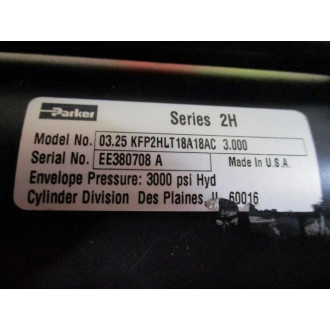 Parker
Series 2H
Model No. 03.25 KFP2HLT18A18AC 3.000
Serial No. EE380708 A Made in U.S.A.
Envelope Pressure: 3000 psi Hyd
Cylinder Division Des Plaines IL 60016